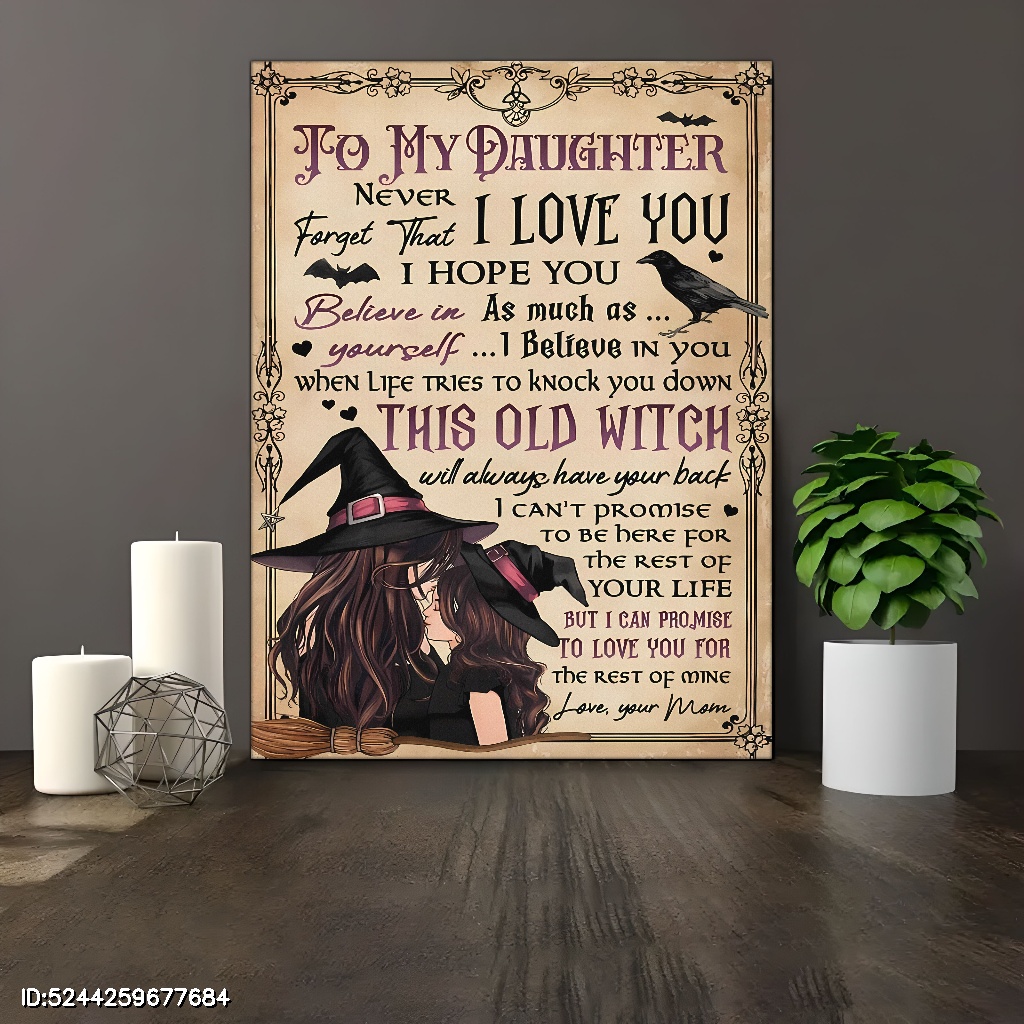 To My Daughter
Never
Forget That I LOVE YOU
I HOPE YOU
Believe in As much as ...
yourself ...I Believe IN you
when Life tries to knock you down
THIS OLD WITCH
will always have your back
I can't promise
to be here for
the rest of
your life
BUT I CAN PROMISE
TO LOVE YOU FOR
the rest of mine
Love, your Mom
ID:5244259677684